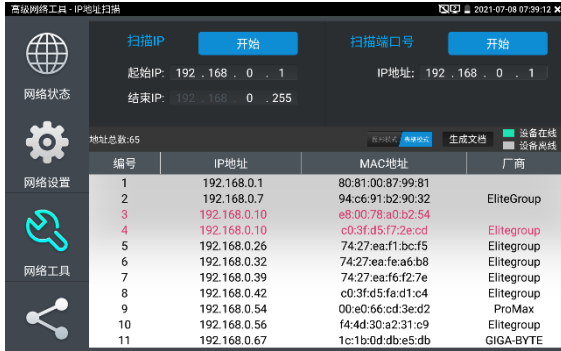 高级网络工具 - IP地址扫描
2021-07-08 07:39:12
扫描IP 开始 扫描端口号 开始
起始IP: 192 . 168 . 0 . 1 IP地址: 192 . 168 . 0 . 1
结束IP: 192 . 168 . 0 . 255
网络状态
地址总数:65 表格模式 生成文档 设备在线
设备离线
编号 IP地址 MAC地址 厂商
1 192.168.0.1 80:81:00:87:99:81
2 192.168.0.7 94:c6:91:b2:90:32 EliteGroup
网络设置
3 192.168.0.10 e8:00:78:a0:b2:54
4 192.168.0.10 c0:3f:d5:f7:2e:cd Elitegroup
5 192.168.0.26 74:27:ea:f1:bc:f5 Elitegroup
6 192.168.0.32 74:27:ea:fe:a6:b8 Elitegroup
网络工具
7 192.168.0.39 74:27:ea:f6:f2:7e Elitegroup
8 192.168.0.42 c0:3f:d5:fa:d1:c4 Elitegroup
9 192.168.0.54 00:e0:66:cd:3e:d2 ProMax
10 192.168.0.56 f4:4d:30:a2:31:c9 Elitegroup
11 192.168.0.67 1c:1b:0d:db:e5:db GIGA-BYTE